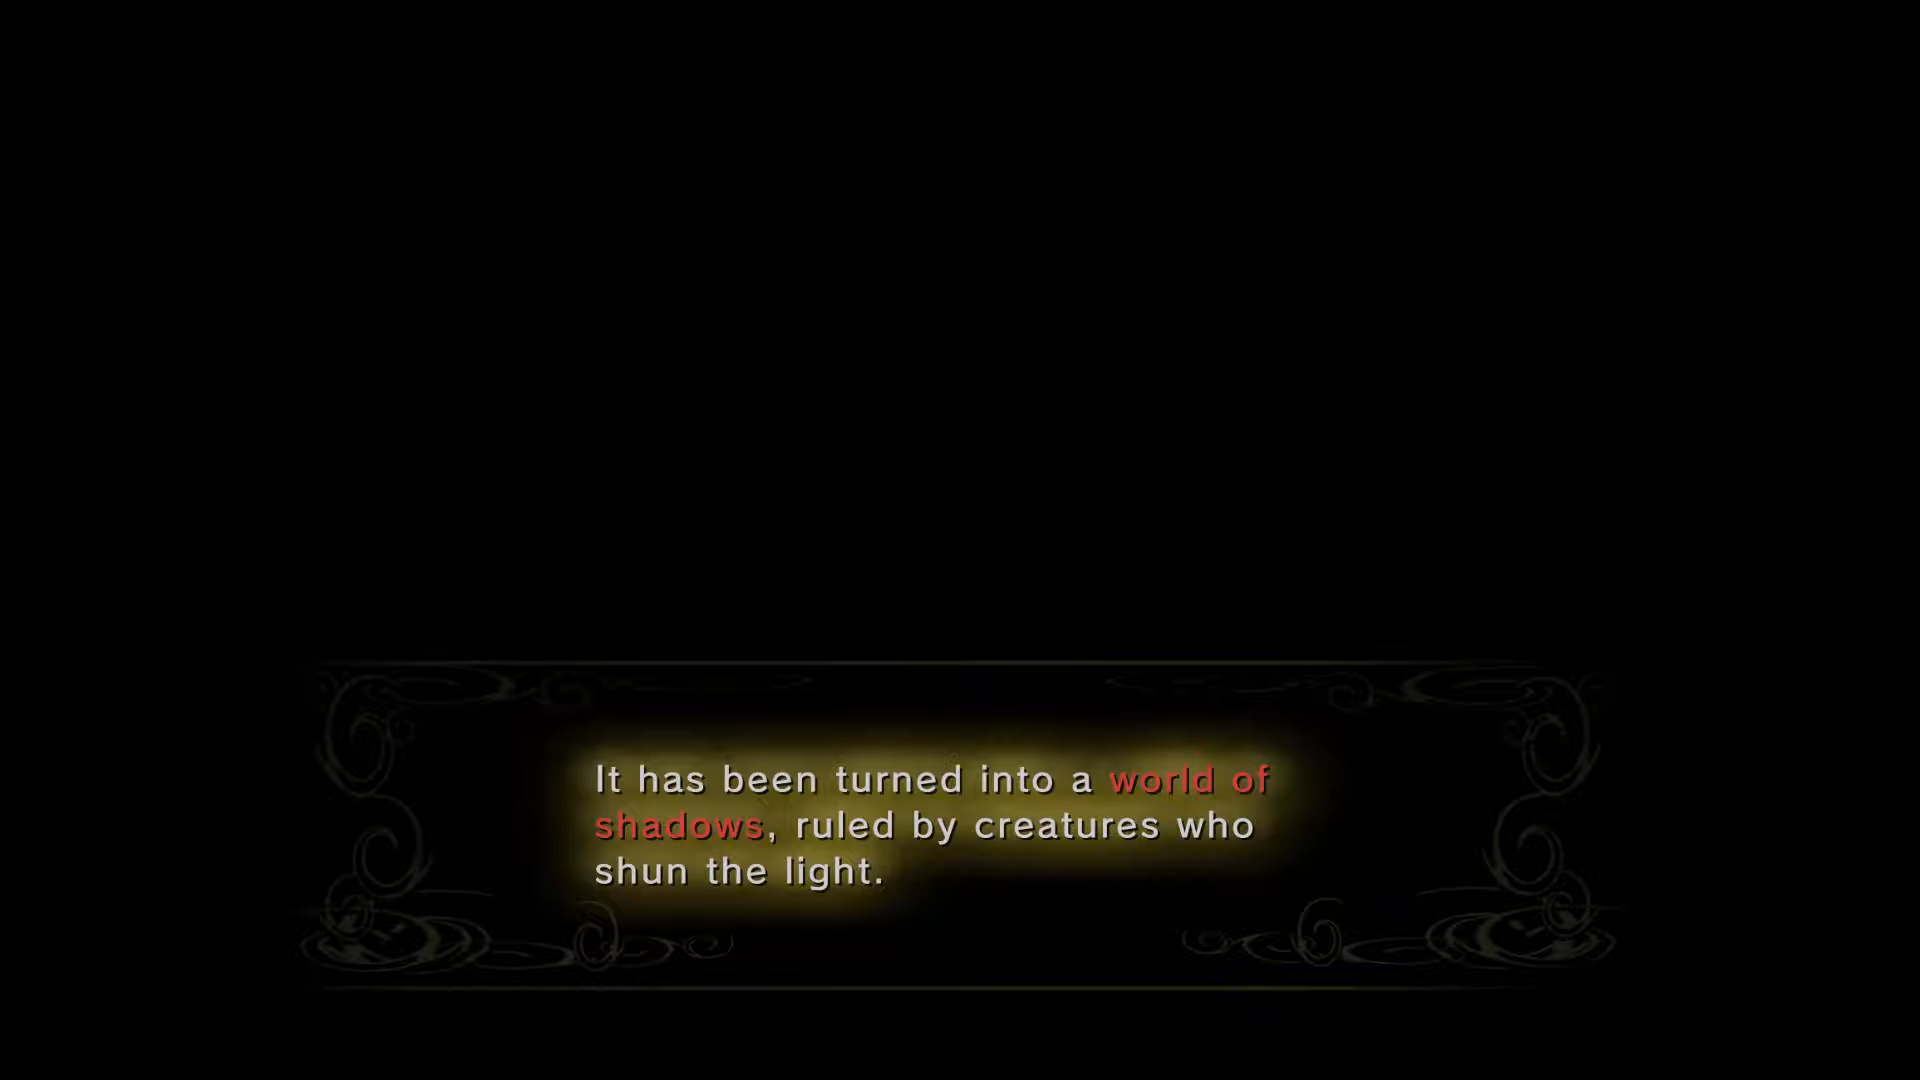 It has been turned into a world of
shadows, ruled by creatures who
shun the light.